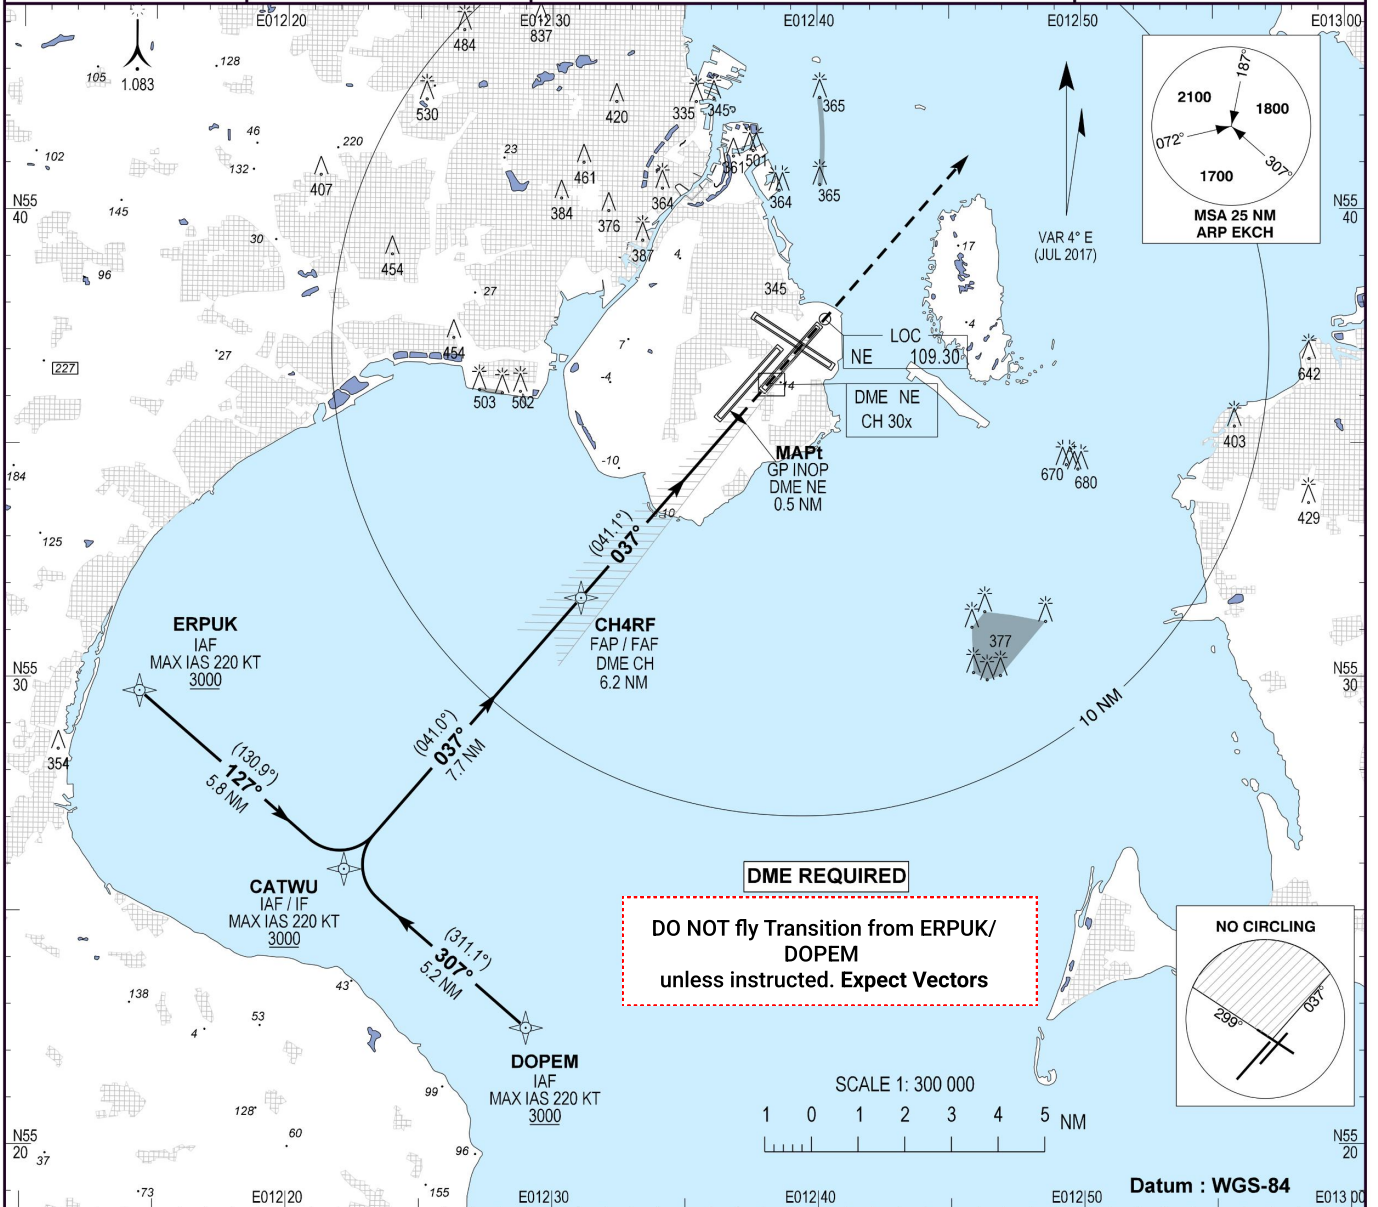 E012 20
E012 30
E012 40
E012 50
E013 00
1.083
105
128
484
837
530
420
335
345
365
46
220
102
132
407
23
461
384
376
364
361
501
364
365
145
387
N55
40
30
454
4
96
27
345
17
4
227
27
454
503
502
7
-4
-10
184
125
187°
2100
1800
072°
1700
307°
MSA 25 NM
ARP EKCH
VAR 4° E
(JUL 2017)
N55
40
LOC
NE 109.30
14
DME NE
CH 30x
MAPt
GP INOP
DME NE
0.5 NM
642
403
670
680
429
10
(041.1°)
037°
CH4RF
FAP / FAF
DME CH
6.2 NM
377
10 NM
N55
30
N55
30
ERPUK
IAF
MAX IAS 220 KT
3000
354
(130.9°)
127°
5.8 NM
(041.0°)
037°
7.7 NM
CATWU
IAF / IF
MAX IAS 220 KT
3000
(311.1°)
307°
5.2 NM
DOPEM
IAF
MAX IAS 220 KT
3000
DME REQUIRED
DO NOT fly Transition from ERPUK/
DOPEM
unless instructed. Expect Vectors
NO CIRCLING
299°
037°
138
43
4
53
99
128
60
96
37
73
155
SCALE 1: 300 000
1 0 1 2 3 4 5 NM
N55
20
N55
20
Datum : WGS-84
E012 20
E012 30
E012 40
E012 50
E013 00